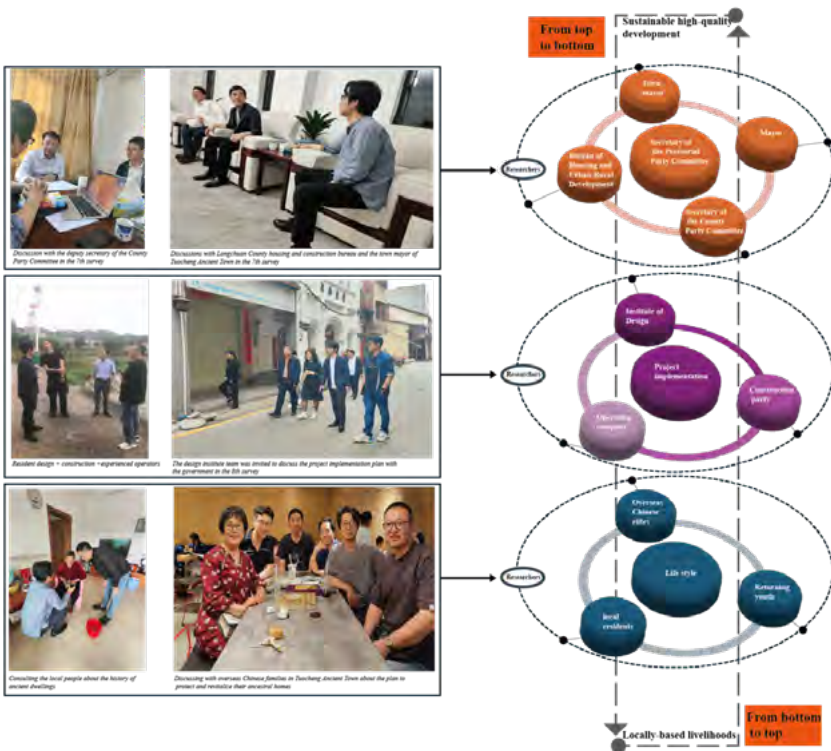 From top
to bottom
Sustainable high-quality
development
Town
mayor
Mayor
Secretary of
the Provincial
Party Committee
Bureau of
Housing and
Urban-Rural
Development
Secretary of
the County
Party Committee
Researchers
Discussion with the deputy secretary of the County
Party Committee in the 7th survey
Discussions with Longchuan County housing and construction bureau and the town mayor of
Tuocheng Ancient Town in the 7th survey
Institute of
Design
Project
implementation
Construction
party
Operating
company
Researchers
Resident design + construction +experienced operators
The design institute team was invited to discuss the project implementation plan with
the government in the 8th survey
Overseas
Chinese
elites
Life style
Returning
youth
local
residents
Researchers
Consulting the local people about the history of
ancient dwellings
Discussing with overseas Chinese families in Tuocheng Ancient Town about the plan to
protect and revitalize their ancestral homes
Locally-based livelihoods
From bottom
to top